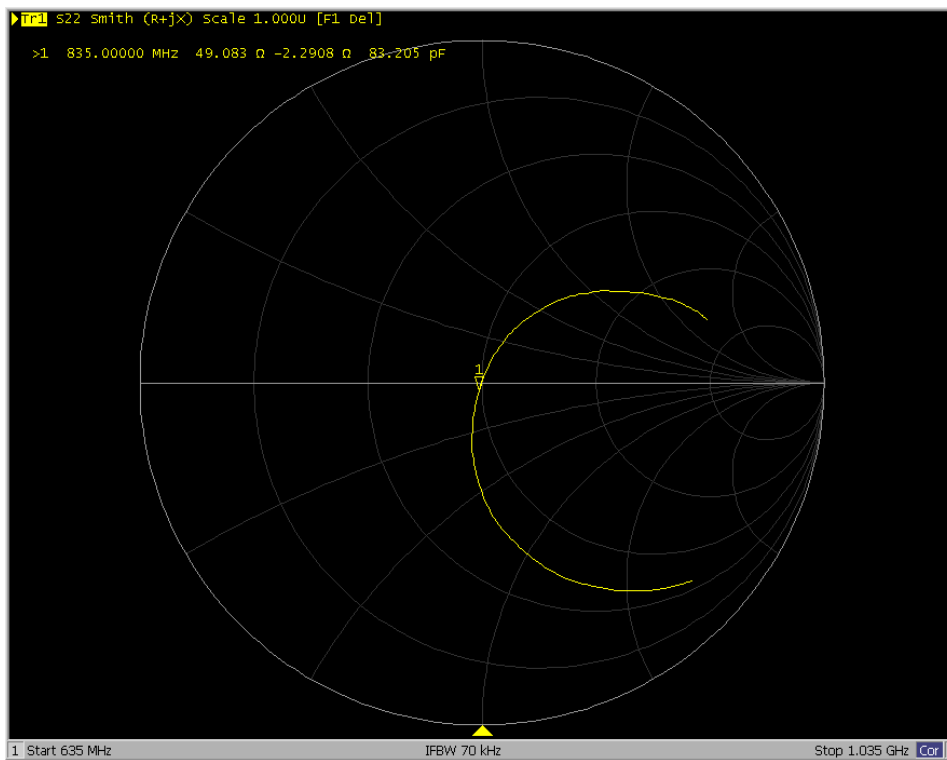 Tr1 S22 Smith (R+jX) Scale 1.000U [F1 Del]
>1 835.00000 MHz 49.083 Ω -2.2908 Ω 83.205 pF
1
1 Start 635 MHz IFBW 70 kHz Stop 1.035 GHz Cor